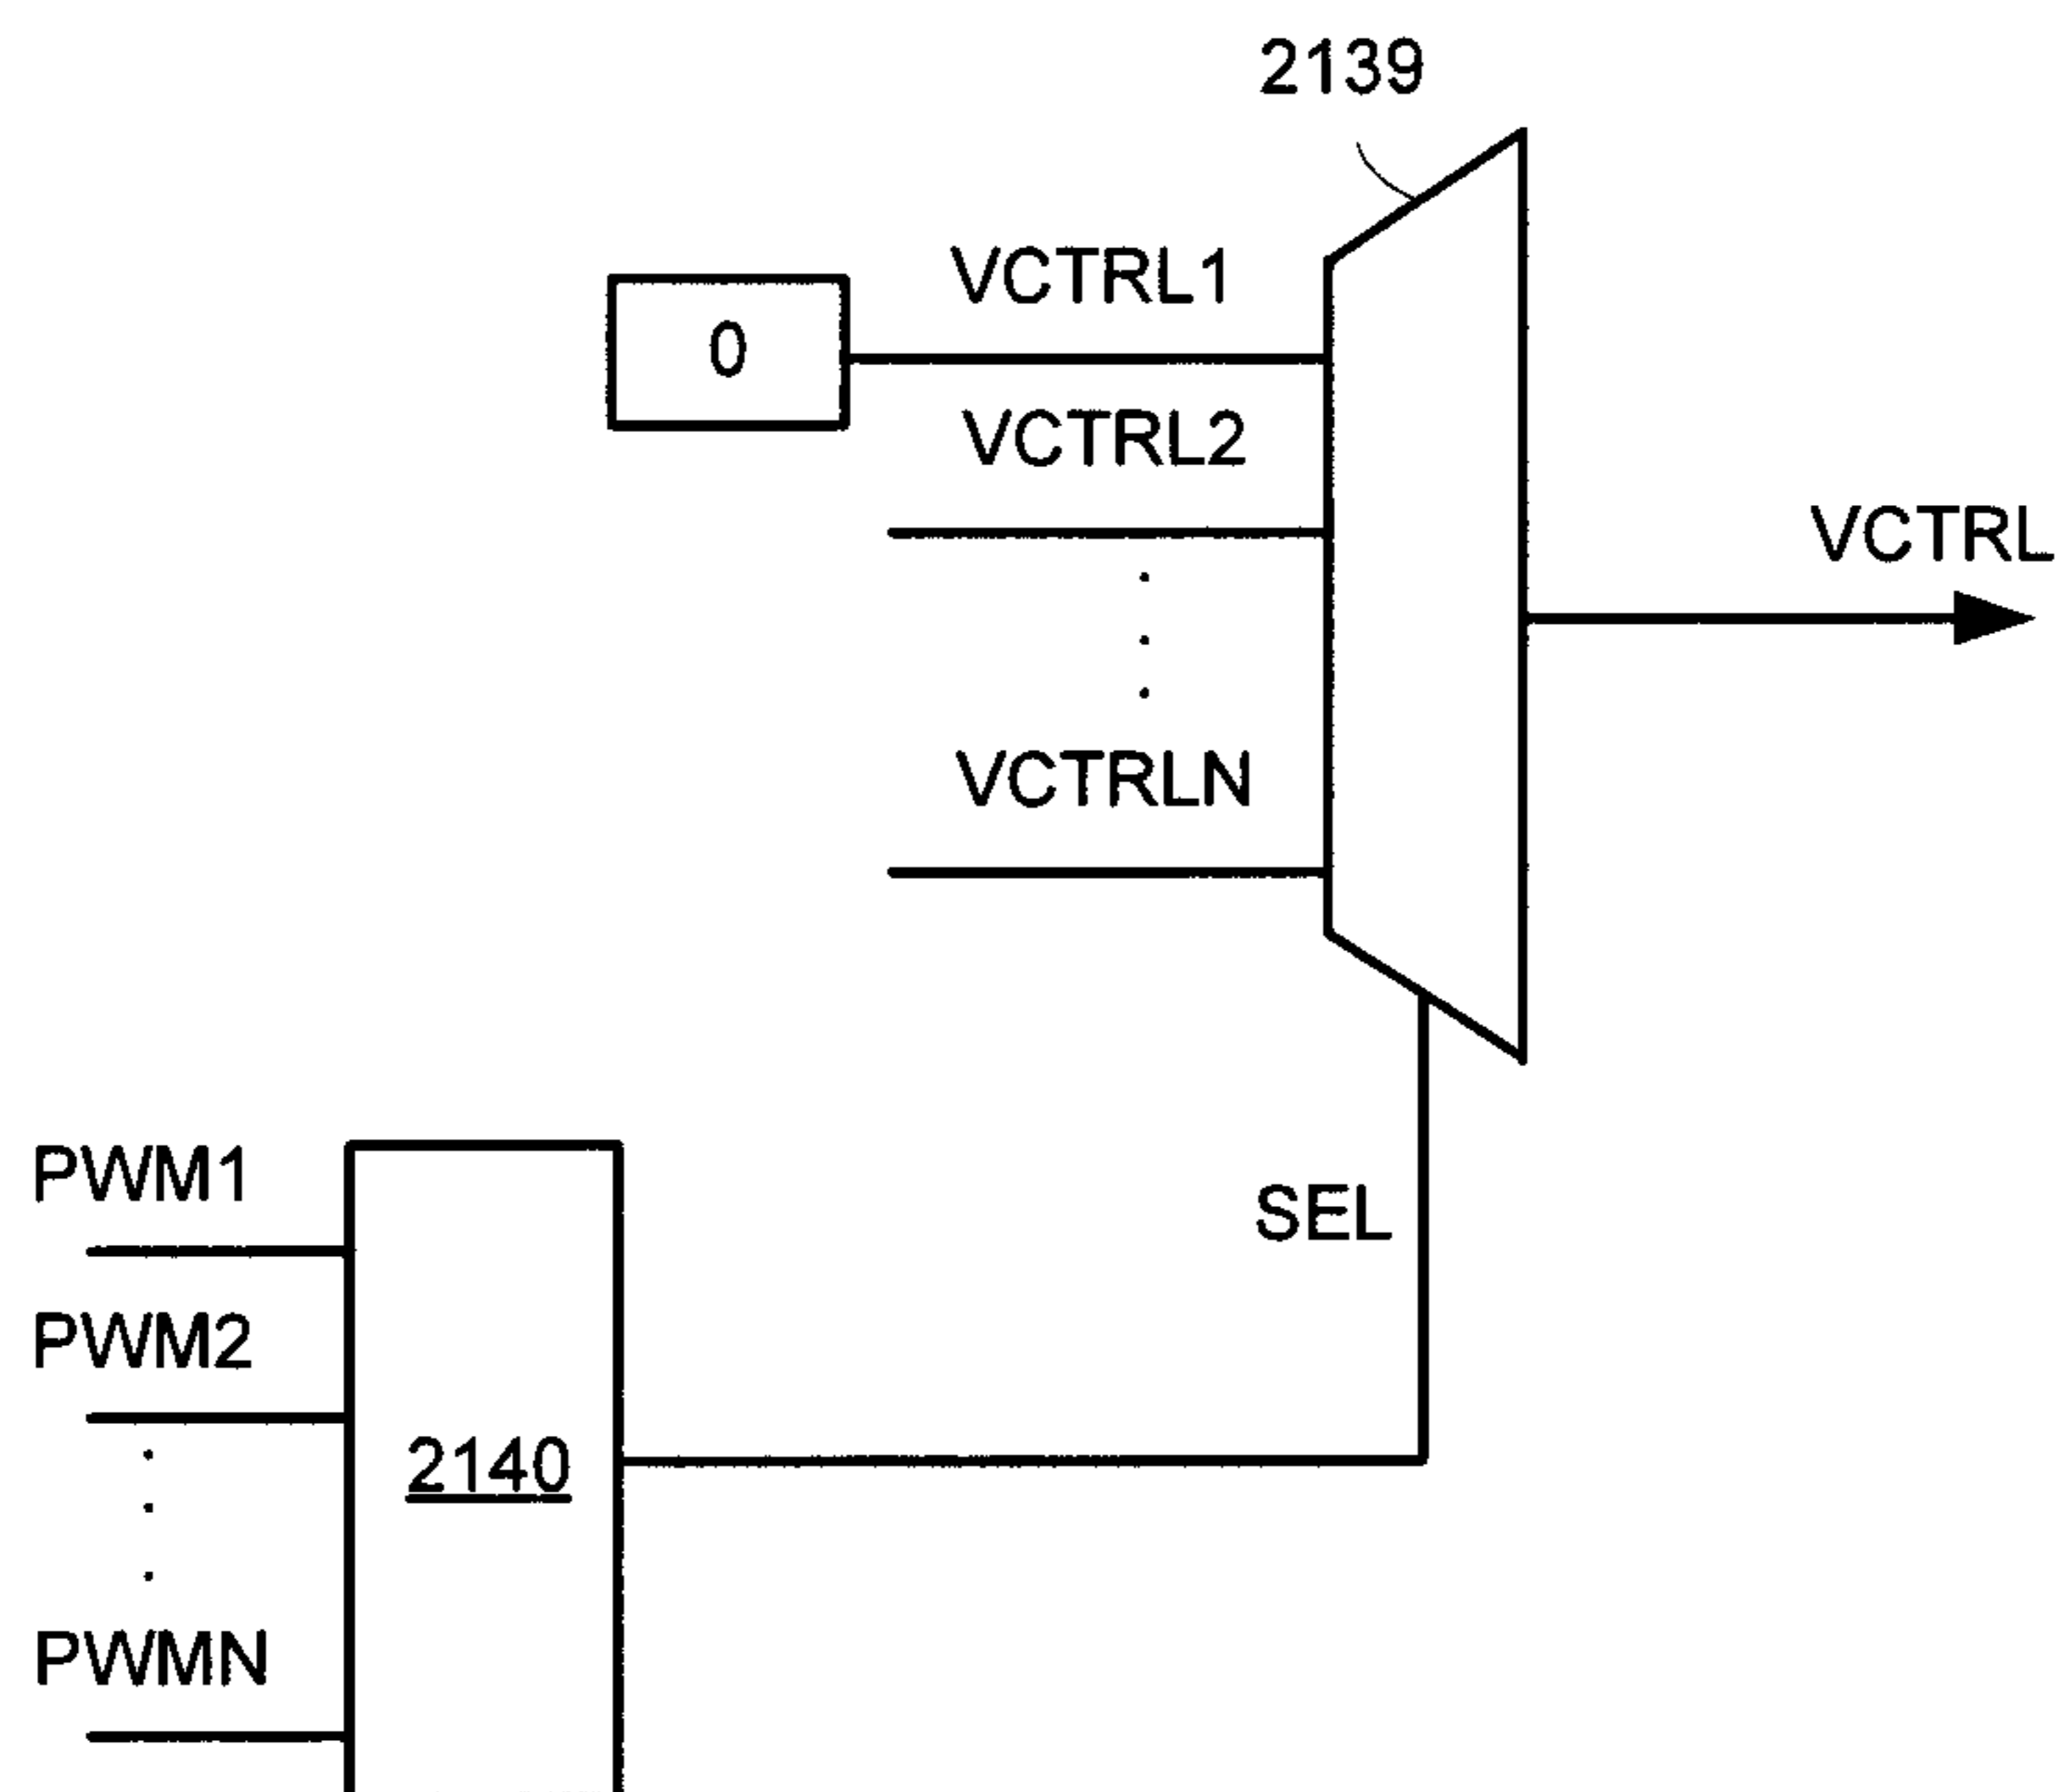 2139
VCTRL1
0
VCTRL2
VCTRL
VCTRLN
PWM1
SEL
PWM2
2140
PWMN